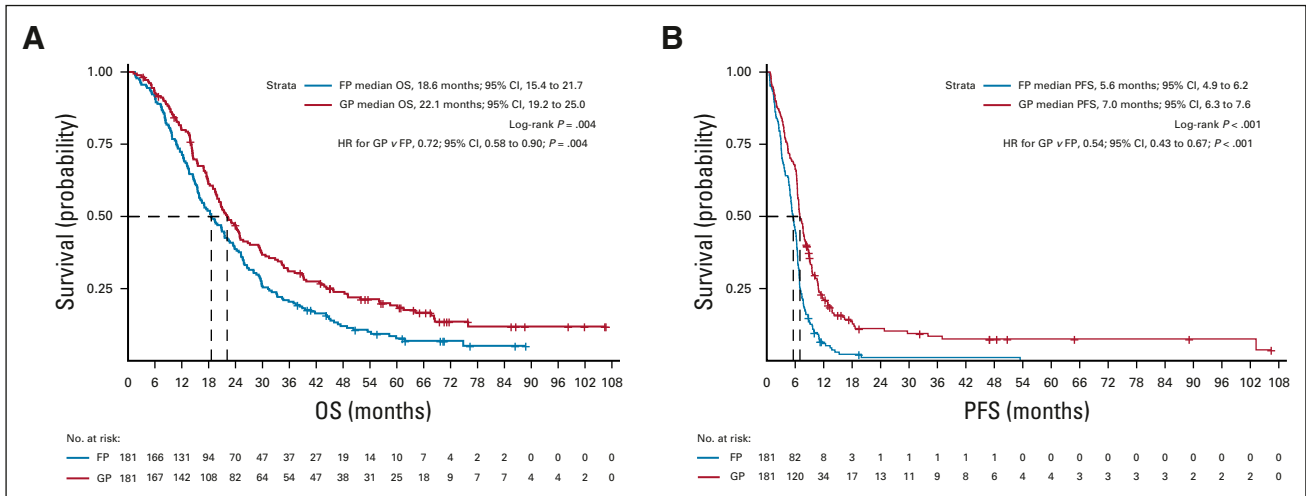 A
Survival (probability)
1.00
0.75
0.50
0.25
Strata
FP median OS, 18.6 months; 95% CI, 15.4 to 21.7
GP median OS, 22.1 months; 95% CI, 19.2 to 25.0
Log-rank P = .004
HR for GP v FP, 0.72; 95% CI, 0.58 to 0.90; P = .004
0 6 12 18 24 30 36 42 48 54 60 66 72 78 84 90 96 102 108
OS (months)
No. at risk:
FP 181 166 131 94 70 47 37 27 19 14 10 7 4 2 2 0 0 0 0
GP 181 167 142 108 82 64 54 47 38 31 25 18 9 7 7 4 4 2 0
B
Survival (probability)
1.00
0.75
0.50
0.25
Strata
FP median PFS, 5.6 months; 95% CI, 4.9 to 6.2
GP median PFS, 7.0 months; 95% CI, 6.3 to 7.6
Log-rank P < .001
HR for GP v FP, 0.54; 95% CI, 0.43 to 0.67; P < .001
0 6 12 18 24 30 36 42 48 54 60 66 72 78 84 90 96 102 108
PFS (months)
No. at risk:
FP 181 82 8 3 1 1 1 1 1 0 0 0 0 0 0 0 0 0 0
GP 181 120 34 17 13 11 9 8 6 4 4 3 3 3 3 2 2 2 0